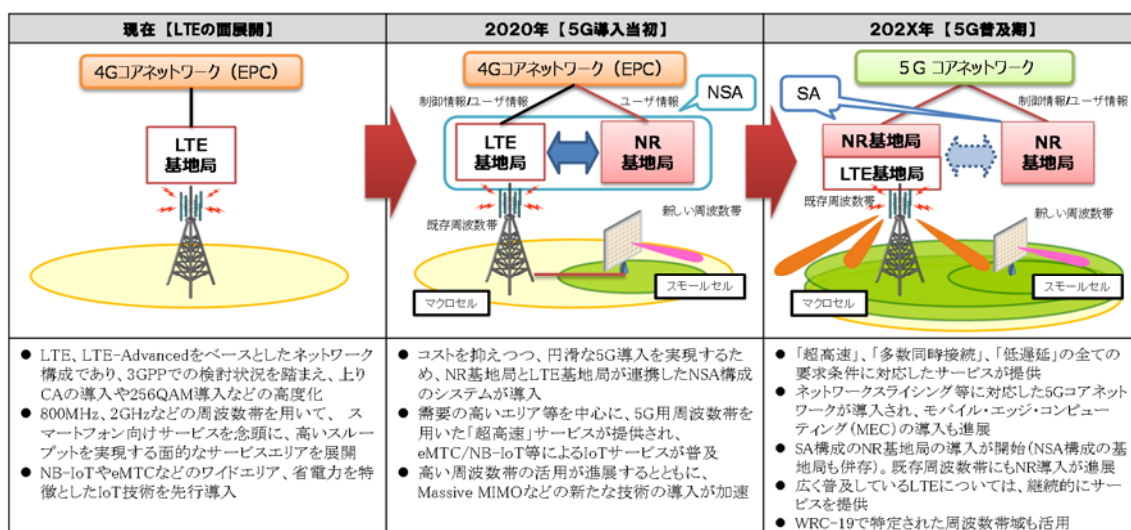 現在【LTEの面展開】
4Gコアネットワーク(EPC)
LTE
基地局
2020年【5G導入当初】
4Gコアネットワーク(EPC)
制御情報/ユーザ情報
ユーザ情報
NSA
LTE
基地局
NR
基地局
既存周波数帯
新しい周波数帯
マクロセル
スモールセル
202X年【5G普及期】
5G コアネットワーク
SA
制御情報/ユーザ情報
NR基地局
LTE基地局
NR
基地局
既存周波数帯
新しい周波数帯
マクロセル
スモールセル
● LTE、LTE-Advancedをベースとしたネットワーク
構成であり、3GPPでの検討状況を踏まえ、上り
CAの導入や256QAM導入などの高度化
● 800MHz、2GHzなどの周波数帯を用いて、 ス
マートフォン向けサービスを念頭に、高いスルー
プットを実現する面的なサービスエリアを展開
● NB-IoTやeMTCなどのワイドエリア、省電力を特
徴としたIoT技術を先行導入
● コストを抑えつつ、円滑な5G導入を実現するた
め、NR基地局とLTE基地局が連携したNSA構成
のシステムが導入
● 需要の高いエリア等を中心に、5G用周波数帯
を用いた「超高速」サービスが提供され、
eMTC/NB-IoT等によるIoTサービスが普及
● 高い周波数帯の活用が進展するとともに、
Massive MIMOなどの新たな技術の導入が加速
● 「超高速」、「多数同時接続」、「低遅延」の全ての
要求条件に対応したサービスが提供
● ネットワークスライシング等に対応した5Gコアネット
ワークが導入され、モバイル・エッジ・コンピュー
ティング(MEC)の導入も進展
● SA構成のNR基地局の導入が開始(NSA構成の基
地局も併存)。既存周波数帯にもNR導入が進展
● 広く普及しているLTEについては、継続的にサー
ビスを提供
● WRC-19で特定された周波数帯域も活用